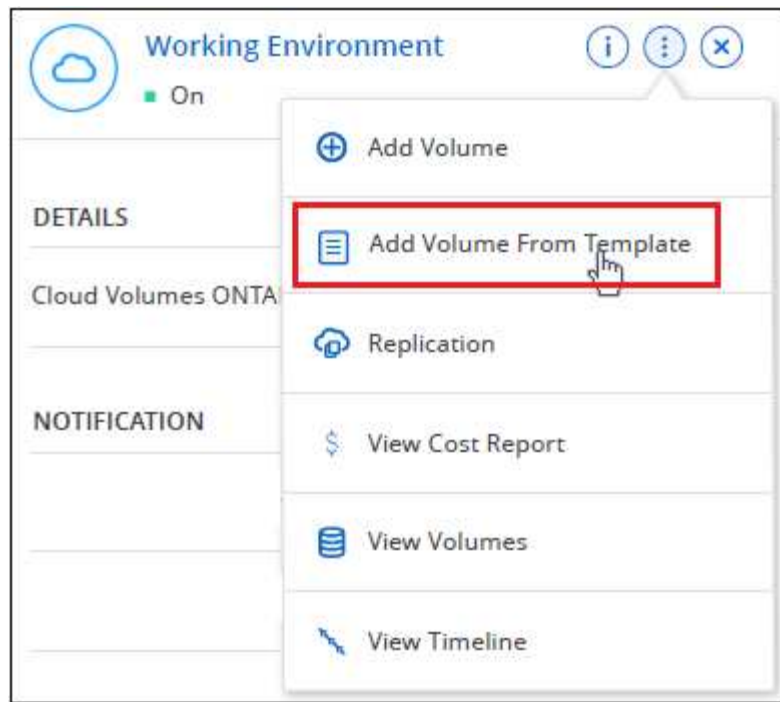 Working Environment
On
Add Volume
DETAILS
Add Volume From Template
Cloud Volumes ONTA
Replication
NOTIFICATION
View Cost Report
View Volumes
View Timeline